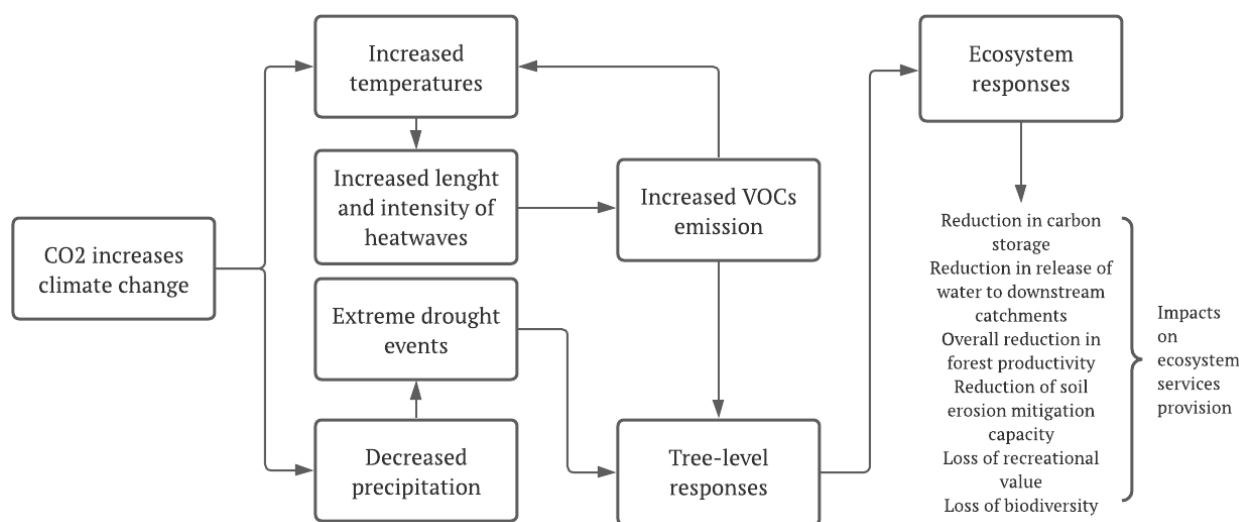 Increased
temperatures
Ecosystem
responses
Increased lenght
and intensity of
heatwaves
Increased VOCs
emission
CO2 increases
climate change
Extreme drought
events
Decreased
precipitation
Tree-level
responses
Reduction in carbon
storage
Reduction in release of
water to downstream
catchments
Overall reduction in
forest productivity
Reduction of soil
erosion mitigation
capacity
Loss of recreational
value
Loss of biodiversity
Impacts
on
ecosystem
services
provision